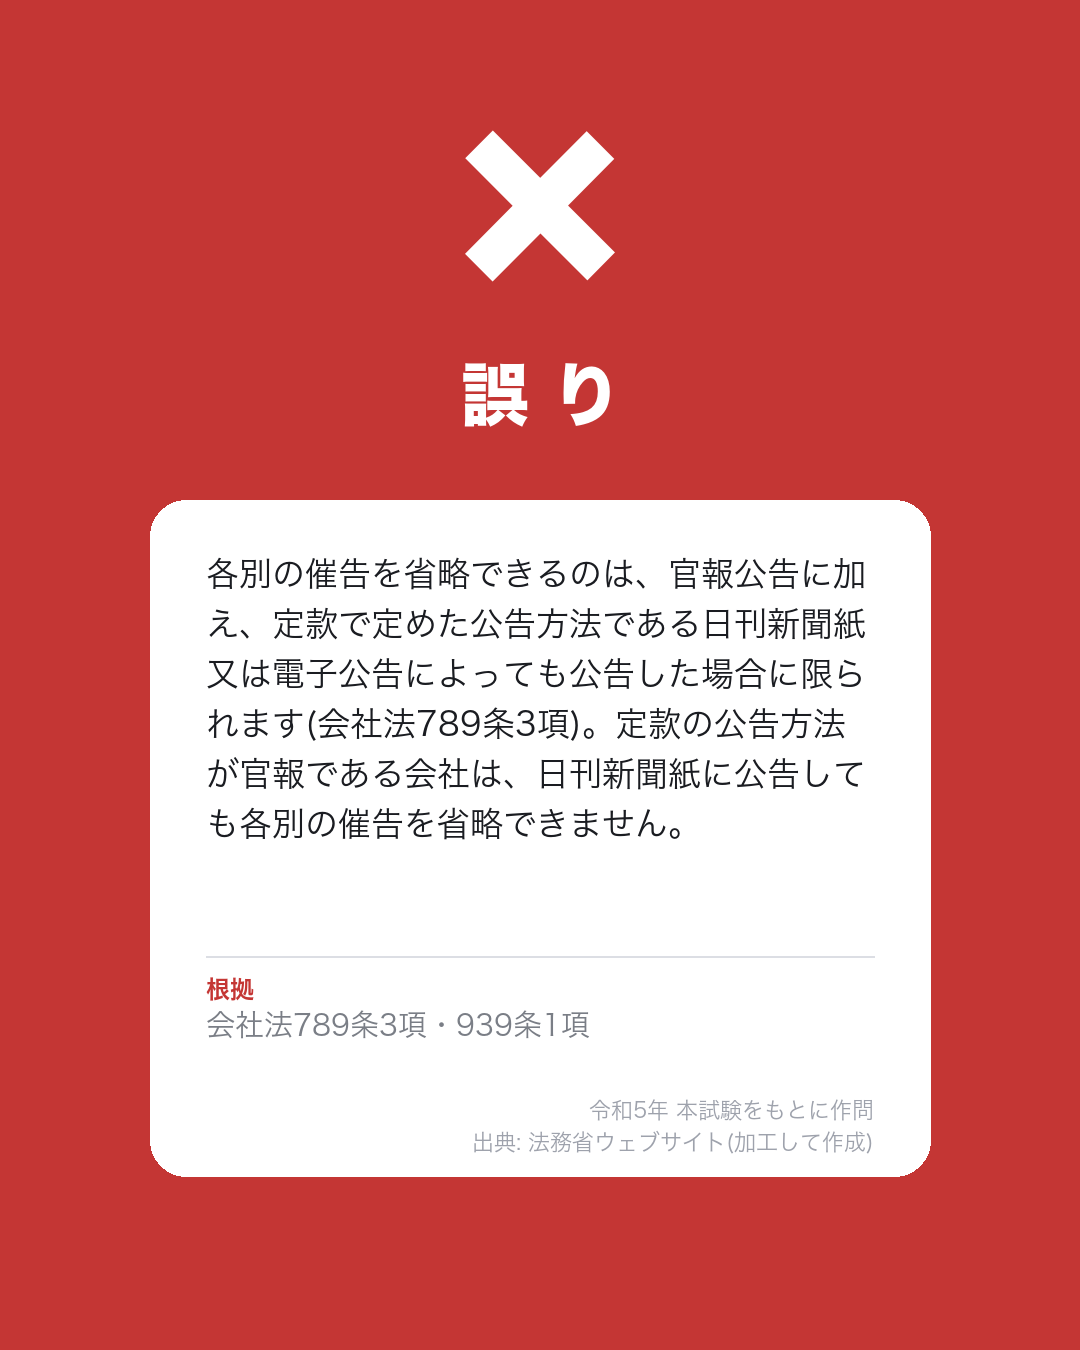 誤り
各別の催告を省略できるのは、官報公告に加
え、定款で定めた公告方法である日刊新聞紙
又は電子公告によっても公告した場合に限ら
れます(会社法789条3項)。定款の公告方法
が官報である会社は、日刊新聞紙に公告して
も各別の催告を省略できません。
根拠
会社法789条3項・939条1項
令和5年 本試験をもとに作問
出典: 法務省ウェブサイト(加工して作成)